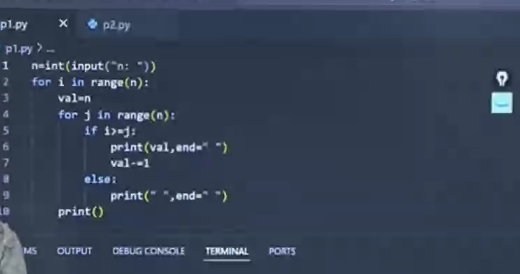 p1.py × p2.py
p1.py > ...
1 n=int(input("n: "))
2 for i in range(n):
3 val=n
4 for j in range(n):
5 if i>=j:
6 print(val,end=" ")
7 val-=1
8 else:
9 print(" ",end=" ")
10 print()
MS OUTPUT DEBUG CONSOLE TERMINAL PORTS